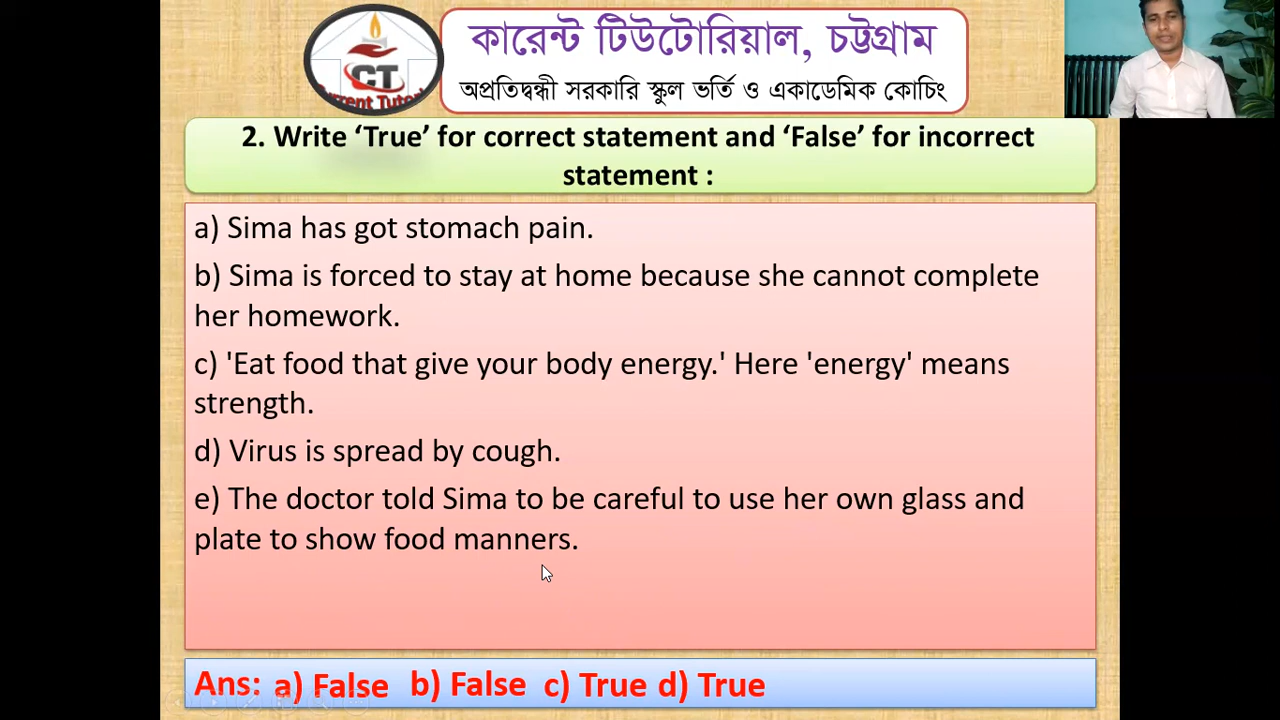 কারেন্ট টিউটোরিয়াল, চট্টগ্রাম
অপ্রতিদ্বন্দ্বী সরকারি স্কুল ভর্তি ও একাডেমিক কোচিং
CT
2. Write ‘True’ for correct statement and ‘False’ for incorrect
statement :
a) Sima has got stomach pain.
b) Sima is forced to stay at home because she cannot complete
her homework.
c) 'Eat food that give your body energy.' Here 'energy' means
strength.
d) Virus is spread by cough.
e) The doctor told Sima to be careful to use her own glass and
plate to show food manners.
Ans: a) False b) False c) True d) True